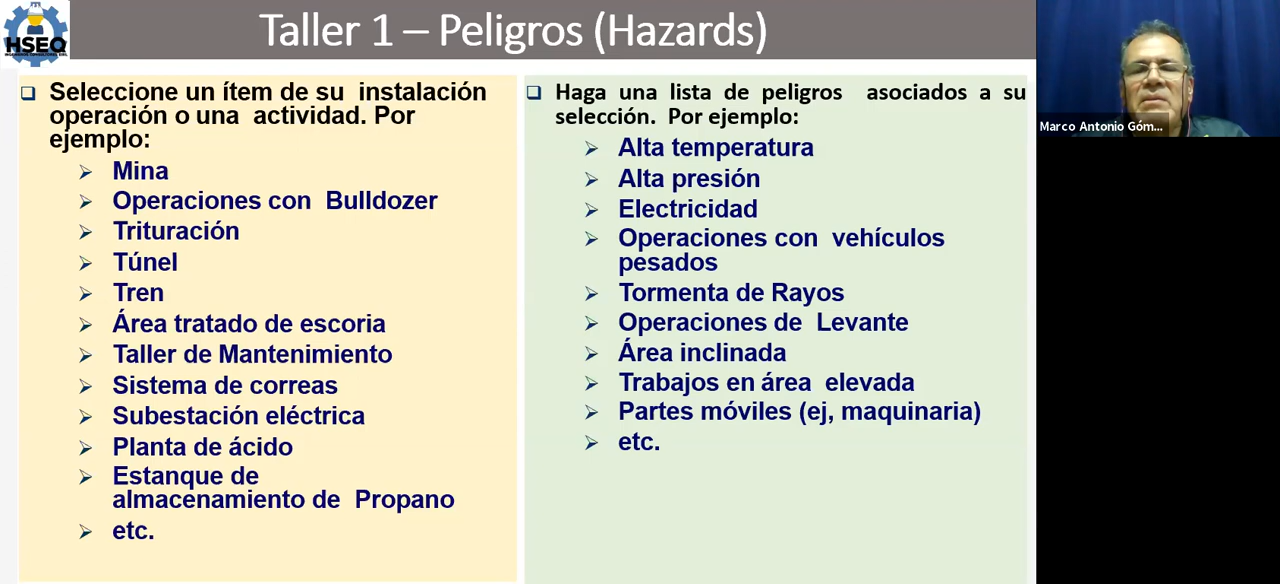 Taller 1 – Peligros (Hazards)
HSEQ
Seleccione un ítem de su instalación
operación o una actividad. Por
ejemplo:
Mina
Operaciones con Bulldozer
Trituración
Túnel
Tren
Área tratado de escoria
Taller de Mantenimiento
Sistema de correas
Subestación eléctrica
Planta de ácido
Estanque de
almacenamiento de Propano
etc.
Haga una lista de peligros asociados a su
selección. Por ejemplo:
Alta temperatura
Alta presión
Electricidad
Operaciones con vehículos
pesados
Tormenta de Rayos
Operaciones de Levante
Área inclinada
Trabajos en área elevada
Partes móviles (ej, maquinaria)
etc.
Marco Antonio Góm...